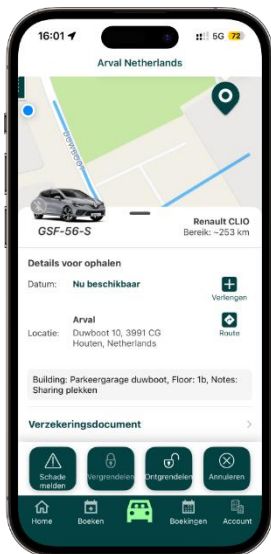 16:01
5G 72
Arval Netherlands
Duwboot
GSF-56-S
Renault CLIO
Bereik: ~253 km
Details voor ophalen
Datum: Nu beschikbaar
Verlengen
Arval
Locatie: Duwboot 10, 3991 CG
Houten, Netherlands
Route
Building: Parkeergarage duwboot, Floor: 1b, Notes:
Sharing plekken
Verzekeringsdocument
Schade
melden
Vergrendelen
Ontgrendelen
Annuleren
Home
Boeken
Boekingen
Account